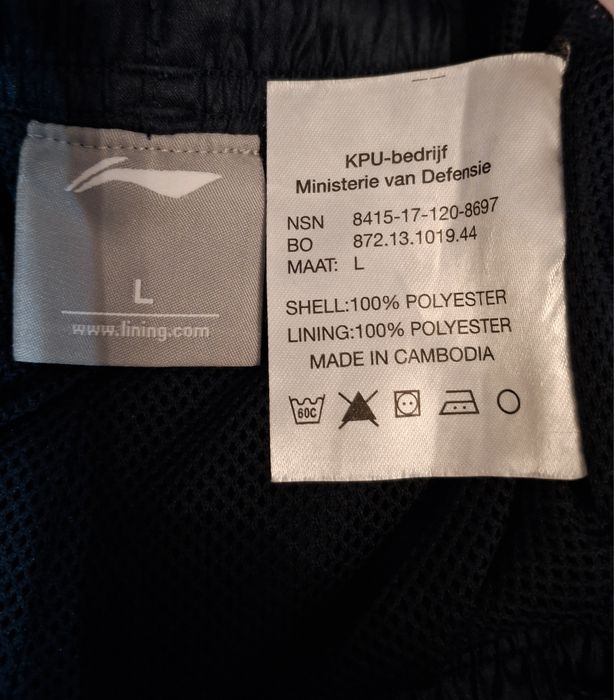 L
www.lining.com
KPU-bedrijf
Ministerie van Defensie
NSN 8415-17-120-8697
BO 872.13.1019.44
MAAT: L
SHELL:100% POLYESTER
LINING:100% POLYESTER
MADE IN CAMBODIA
60C